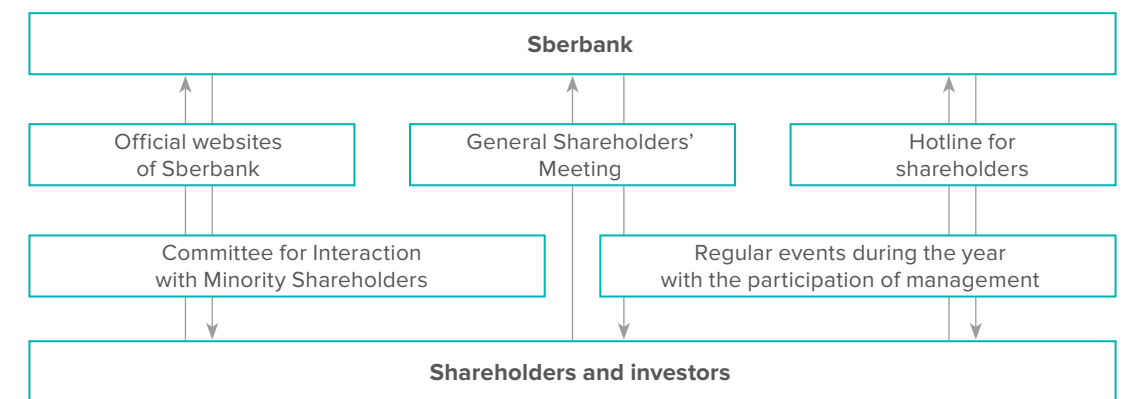 Sberbank
Official websites
of Sberbank
General Shareholders’
Meeting
Hotline for
shareholders
Committee for Interaction
with Minority Shareholders
Regular events during the year
with the participation of management
Shareholders and investors